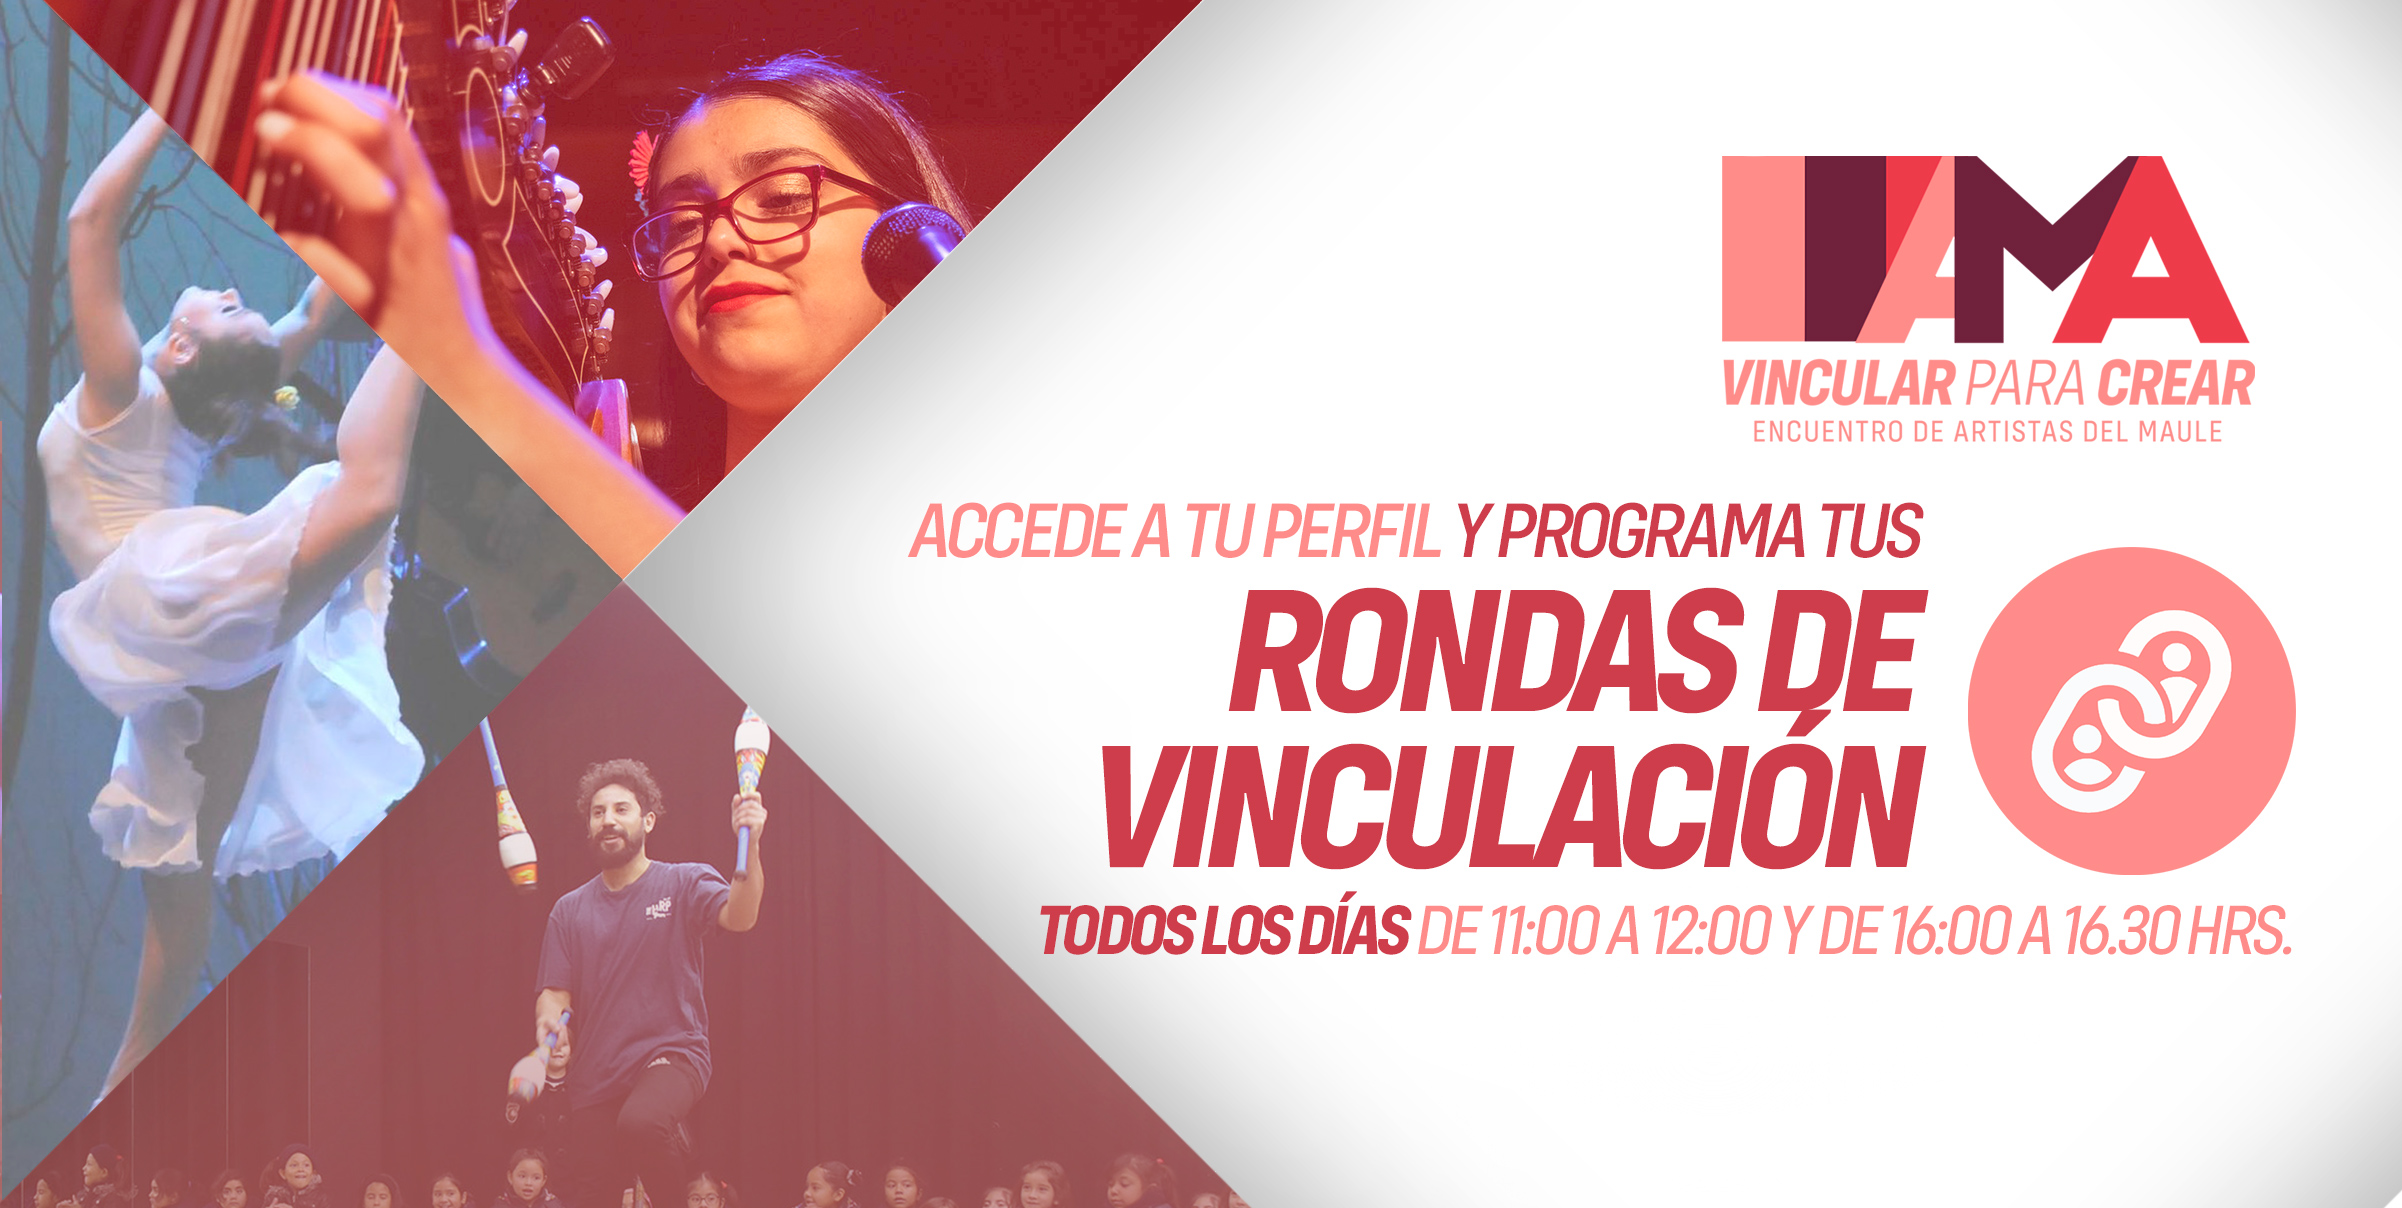 IAMA
VINCULAR PARA CREAR
ENCUENTRO DE ARTISTAS DEL MAULE
ACCEDE A TU PERFIL Y PROGRAMA TUS
RONDAS DE
VINCULACIÓN
TODOS LOS DÍAS DE 11:00 A 12:00 Y DE 16:00 A 16.30 HRS.